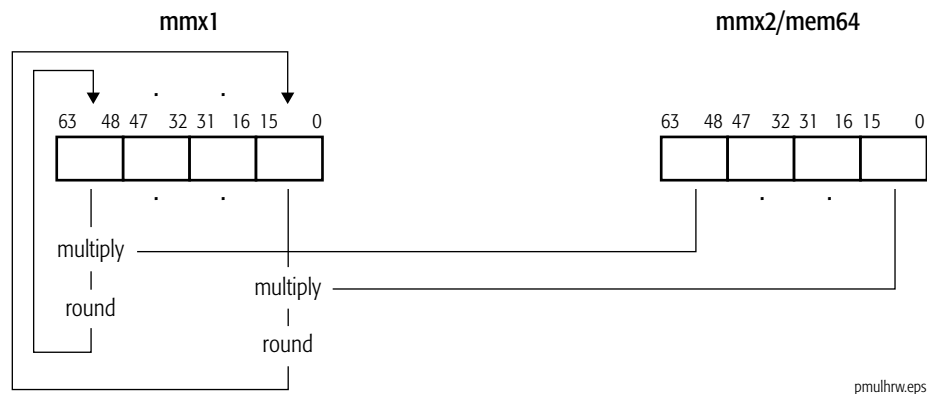 mmx1 mmx2/mem64
. .
63 48 47 32 31 16 15 0 63 48 47 32 31 16 15 0
. . . .
multiply
multiply
round
round
pmulhrw.eps